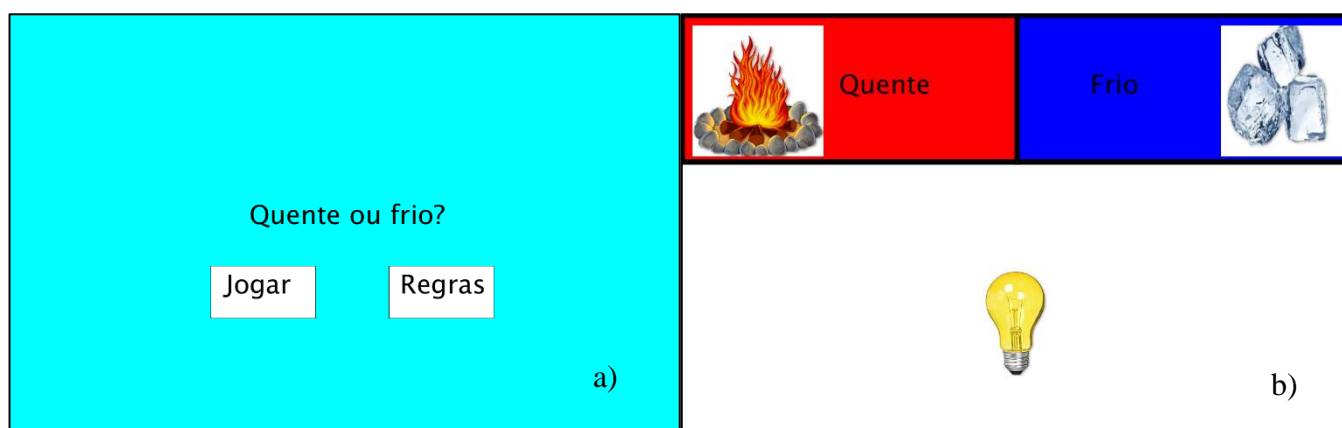 Quente ou frio?
Jogar
Regras
a)
Quente
Frio
b)